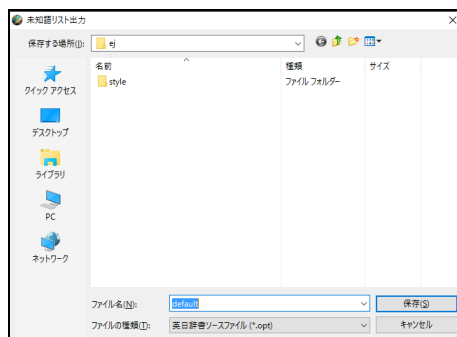 未知語リスト出力
保存する場所(I): ej
名前 種類 サイズ
style ファイル フォルダー
クイック アクセス
デスクトップ
ライブラリ
PC
ネットワーク
ファイル名(N): default 保存(S)
ファイルの種類(T): 英日辞書ソースファイル (*.opt) キャンセル